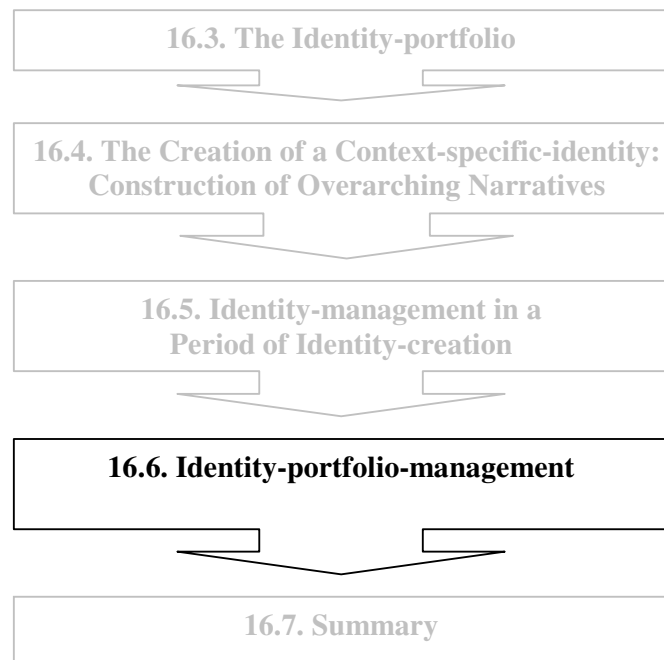 16.3. The Identity-portfolio
16.4. The Creation of a Context-specific-identity:
Construction of Overarching Narratives
16.5. Identity-management in a
Period of Identity-creation
16.6. Identity-portfolio-management
16.7. Summary